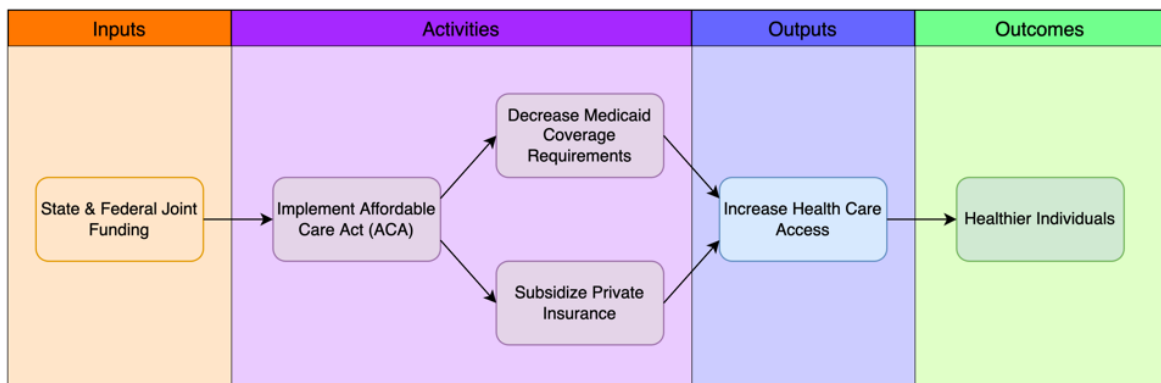 Inputs
Activities
Outputs
Outcomes
State & Federal Joint
Funding
Implement Affordable
Care Act (ACA)
Decrease Medicaid
Coverage
Requirements
Subsidize Private
Insurance
Increase Health Care
Access
Healthier Individuals